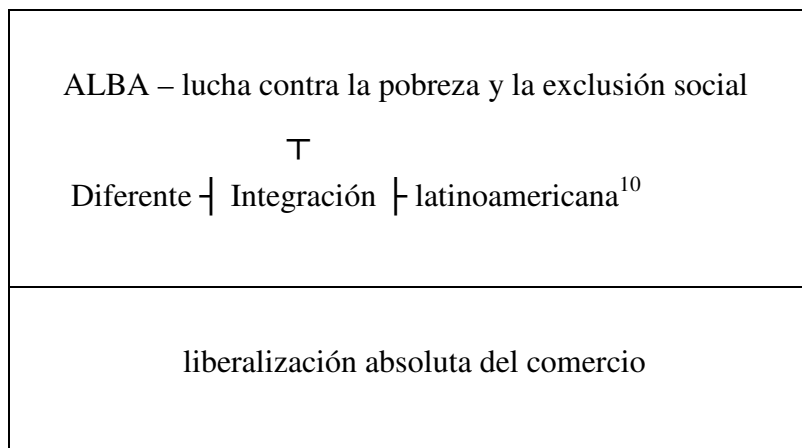 ALBA – lucha contra la pobreza y la exclusión social
┬
Diferente ┤ Integración ├ latinoamericana¹⁰
liberalización absoluta del comercio